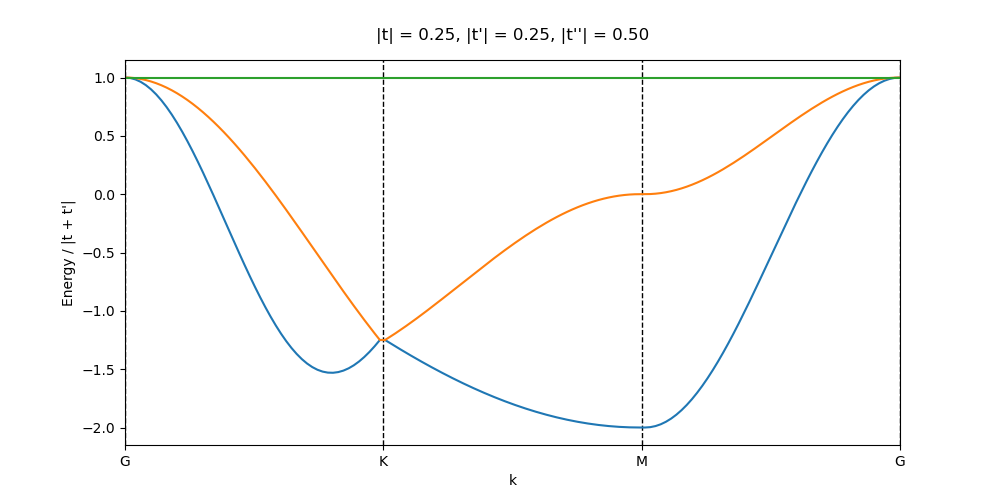 |t| = 0.25, |t'| = 0.25, |t''| = 0.50
Energy / |t + t'|
1.0
0.5
0.0
−0.5
−1.0
−1.5
−2.0
G K M G
k